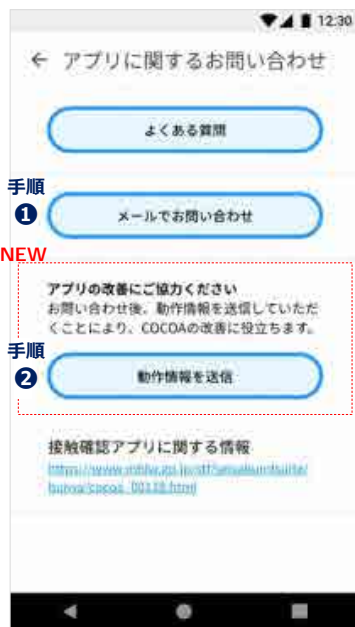 12:30
← アプリに関するお問い合わせ
よくある質問
手順
❶
メールでお問い合わせ
NEW
アプリの改善にご協力ください
お問い合わせ後、動作情報を送信していただ
くことにより、COCOAの改善に役立ちます。
手順
❷
動作情報を送信
接触確認アプリに関する情報